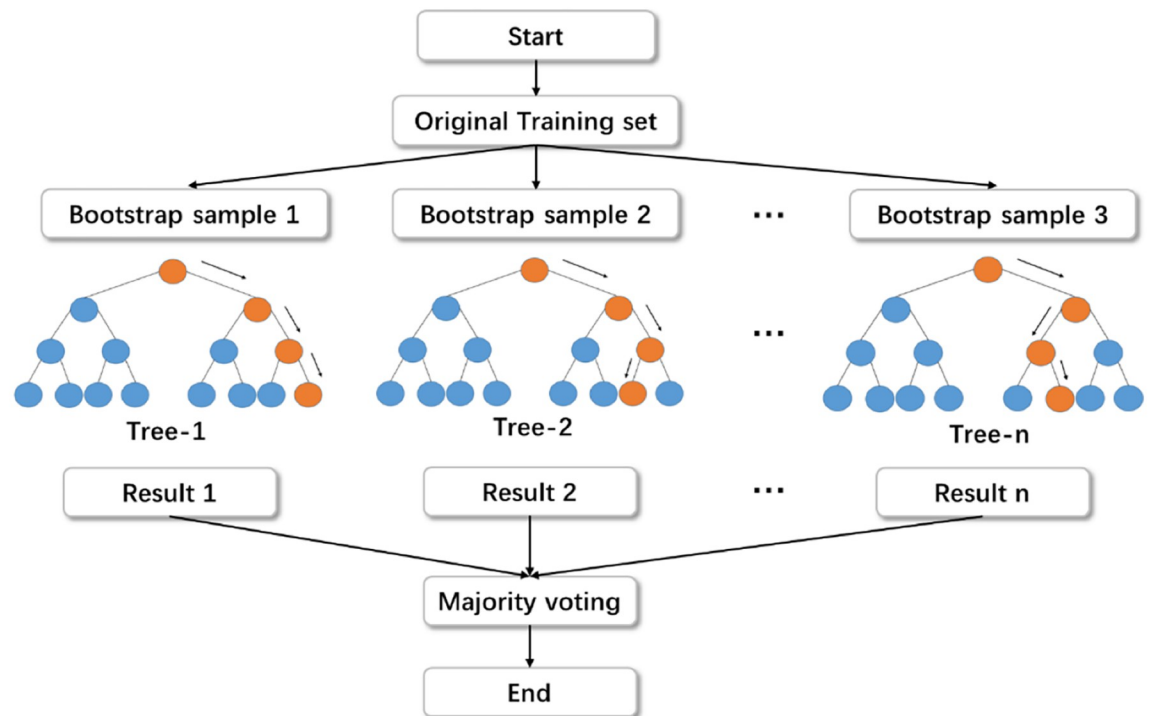 Start
Original Training set
Bootstrap sample 1
Bootstrap sample 2
...
Bootstrap sample 3
...
Tree-1
Tree-2
Tree-n
Result 1
Result 2
...
Result n
Majority voting
End